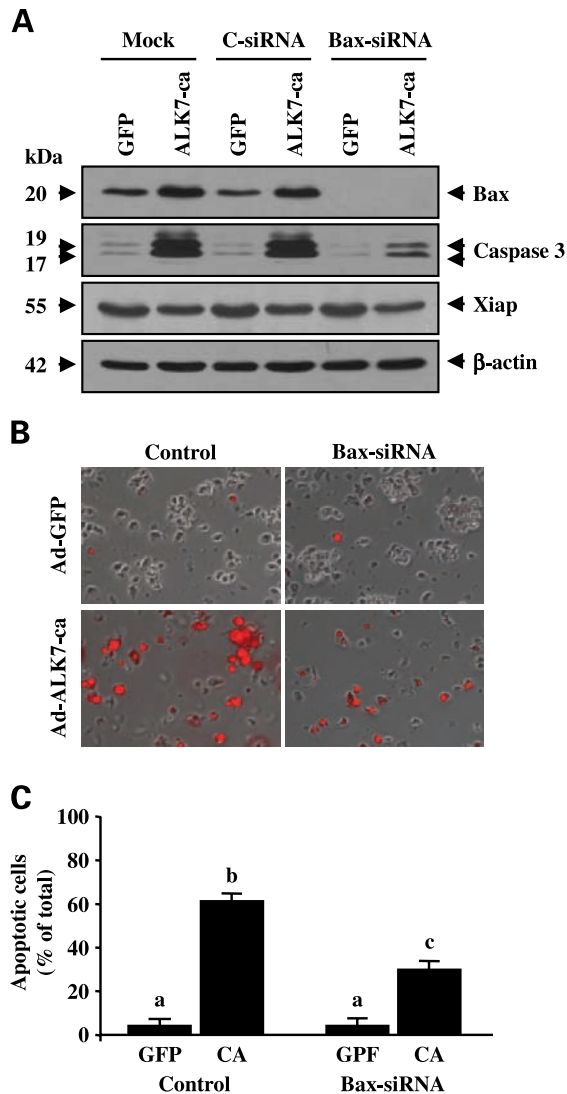 A
Mock C-siRNA Bax-siRNA
GFP ALK7-ca GFP ALK7-ca GFP ALK7-ca
kDa
20 Bax
19
17 Caspase 3
55 Xiap
42 β-actin
B
Control Bax-siRNA
Ad-GFP
Ad-ALK7-ca
C
Apoptotic cells
(% of total)
100
80
60
40
20
0
a b a c
GFP CA GPF CA
Control Bax-siRNA